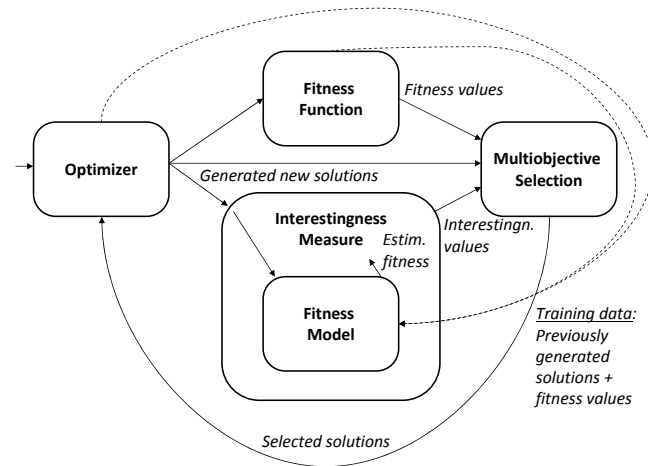 Fitness
Function
Fitness values
Optimizer
Multiobjective
Selection
Generated new solutions
Interestingness
Measure
Interestingn.
values
Estim.
fitness
Fitness
Model
Training data:
Previously
generated
solutions +
fitness values
Selected solutions